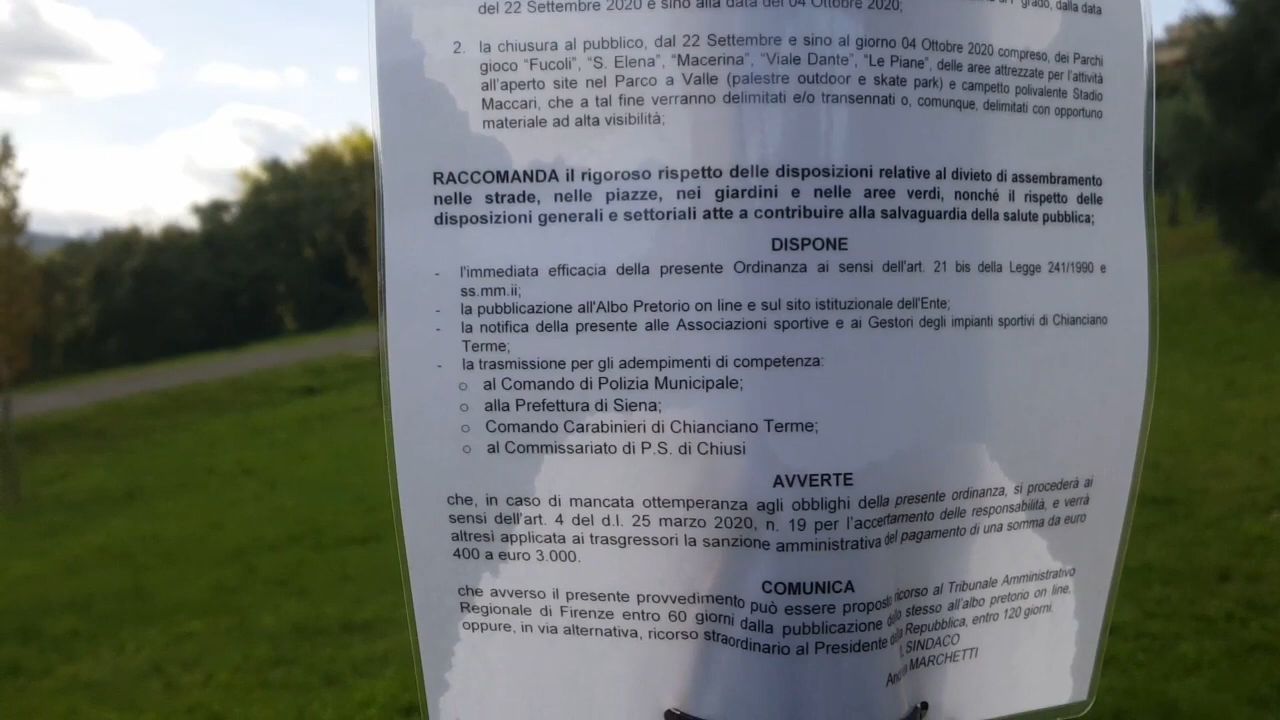 grado, dalla data
del 22 Settembre 2020 e sino alla data del 04 Ottobre 2020;
2. la chiusura al pubblico, dal 22 Settembre e sino al giorno 04 Ottobre 2020 compreso, dei Parchi
gioco “Fucoli”, “S. Elena”, “Macerina”, “Viale Dante”, “Le Piane”, delle aree attrezzate per l’attività
all’aperto site nel Parco a Valle (palestre outdoor e skate park) e campetto polivalente Stadio
Maccari, che a tal fine verranno delimitati e/o transennati o, comunque, delimitati con opportuno
materiale ad alta visibilità;
RACCOMANDA il rigoroso rispetto delle disposizioni relative al divieto di assembramento
nelle strade, nelle piazze, nei giardini e nelle aree verdi, nonché il rispetto delle
disposizioni generali e settoriali atte a contribuire alla salvaguardia della salute pubblica;
DISPONE
- l'immediata efficacia della presente Ordinanza ai sensi dell'art. 21 bis della Legge 241/1990 e
ss.mm.ii;
- la pubblicazione all'Albo Pretorio on line e sul sito istituzionale dell'Ente;
- la notifica della presente alle Associazioni sportive e ai Gestori degli impianti sportivi di Chianciano
Terme;
- la trasmissione per gli adempimenti di competenza:
o al Comando di Polizia Municipale;
o alla Prefettura di Siena;
o Comando Carabinieri di Chianciano Terme;
o al Commissariato di P.S. di Chiusi
AVVERTE
che, in caso di mancata ottemperanza agli obblighi della presente ordinanza, si procederà ai
sensi dell’art. 4 del d.l. 25 marzo 2020, n. 19 per l’accertamento delle responsabilità, e verrà
altresì applicata ai trasgressori la sanzione amministrativa del pagamento di una somma da euro
400 a euro 3.000.
COMUNICA
che avverso il presente provvedimento può essere proposto ricorso al Tribunale Amministrativo
Regionale di Firenze entro 60 giorni dalla pubblicazione dello stesso all’albo pretorio on line,
oppure, in via alternativa, ricorso straordinario al Presidente della Repubblica, entro 120 giorni.
SINDACO
MARCHETTI